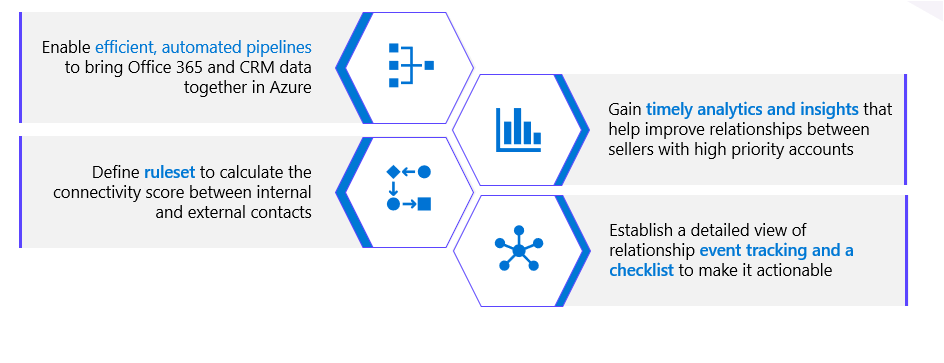 Enable efficient, automated pipelines
to bring Office 365 and CRM data
together in Azure
Gain timely analytics and insights that
help improve relationships between
sellers with high priority accounts
Define ruleset to calculate the
connectivity score between internal
and external contacts
Establish a detailed view of
relationship event tracking and a
checklist to make it actionable